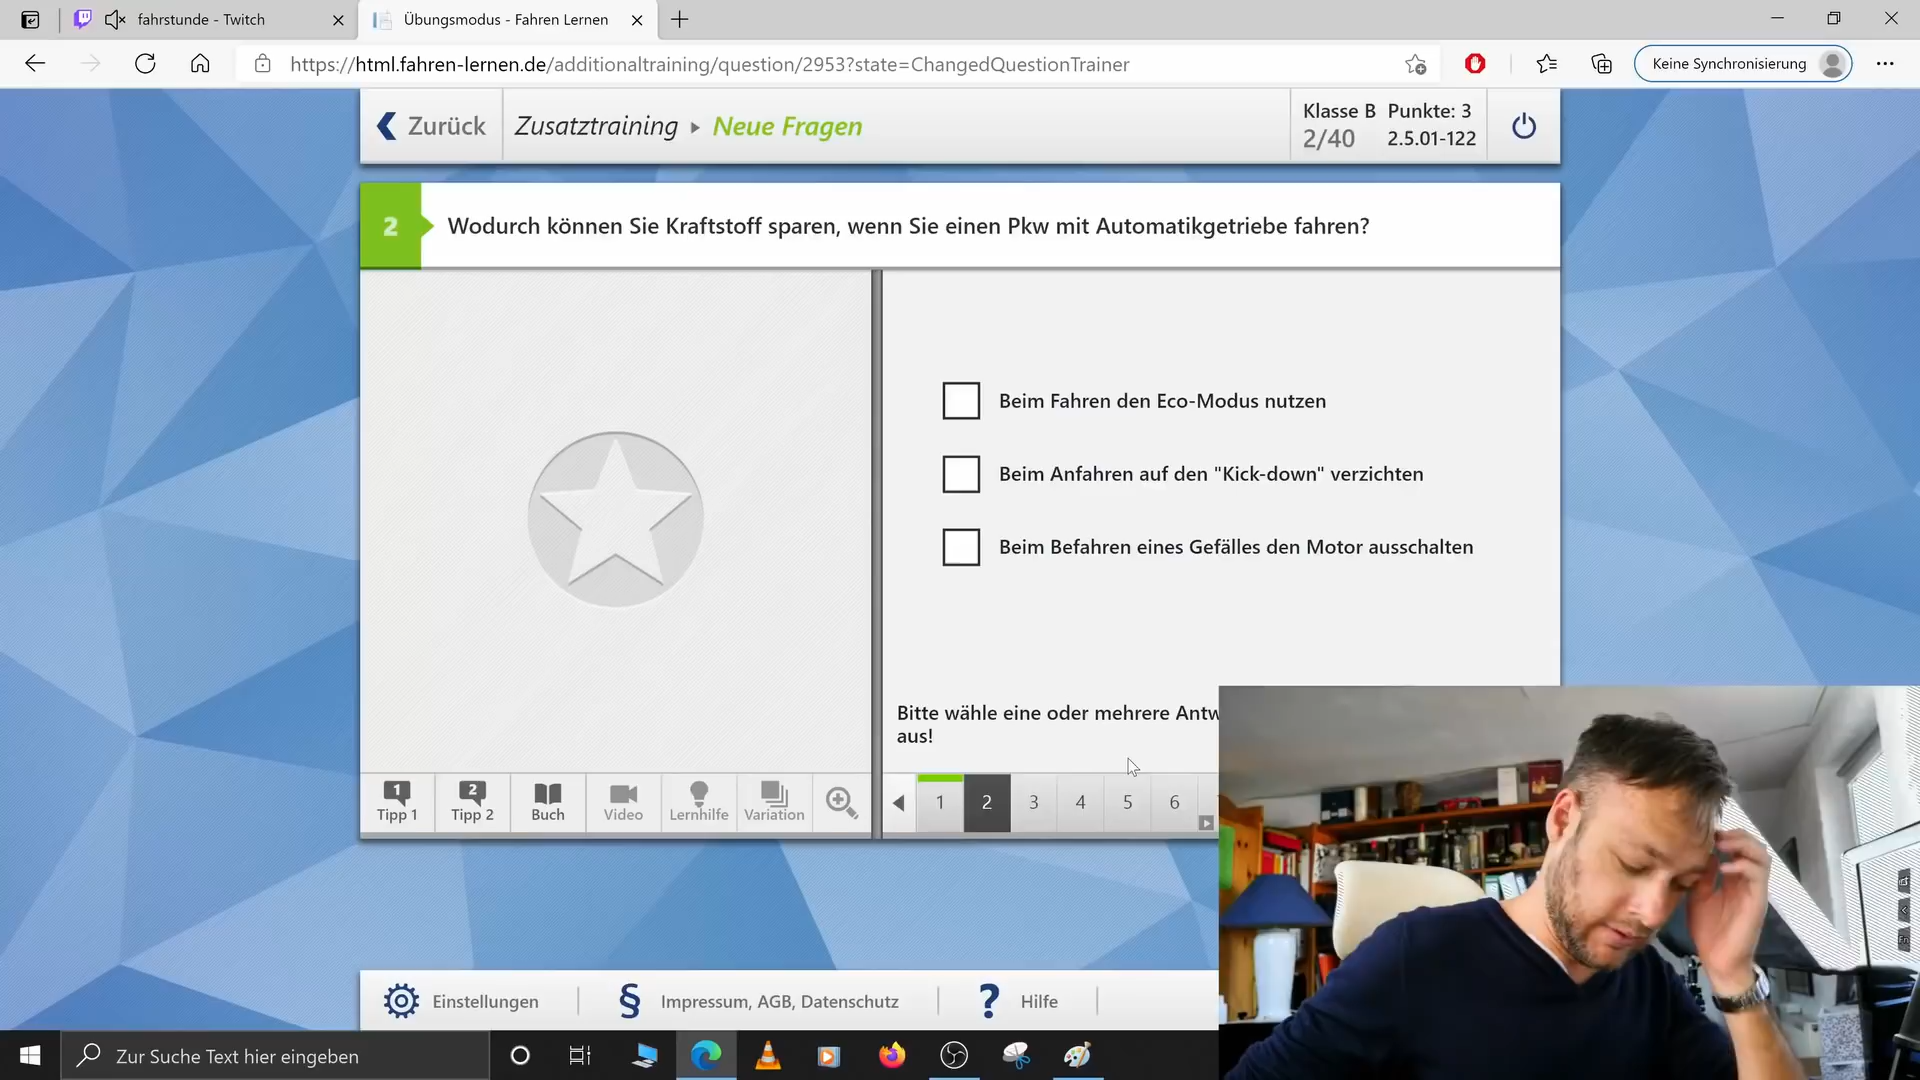 fahrstunde - Twitch
Übungsmodus - Fahren Lernen
https://html.fahren-lernen.de/additionaltraining/question/2953?state=ChangedQuestionTrainer
Keine Synchronisierung
Zurück
Zusatztraining ▸ Neue Fragen
Klasse B Punkte: 3
2/40 2.5.01-122
2 Wodurch können Sie Kraftstoff sparen, wenn Sie einen Pkw mit Automatikgetriebe fahren?
Beim Fahren den Eco-Modus nutzen
Beim Anfahren auf den "Kick-down" verzichten
Beim Befahren eines Gefälles den Motor ausschalten
Bitte wähle eine oder mehrere Antw
aus!
1 2
Tipp 1 Tipp 2 Buch Video Lernhilfe Variation
1 2 3 4 5 6
Einstellungen
§ Impressum, AGB, Datenschutz
? Hilfe
Zur Suche Text hier eingeben